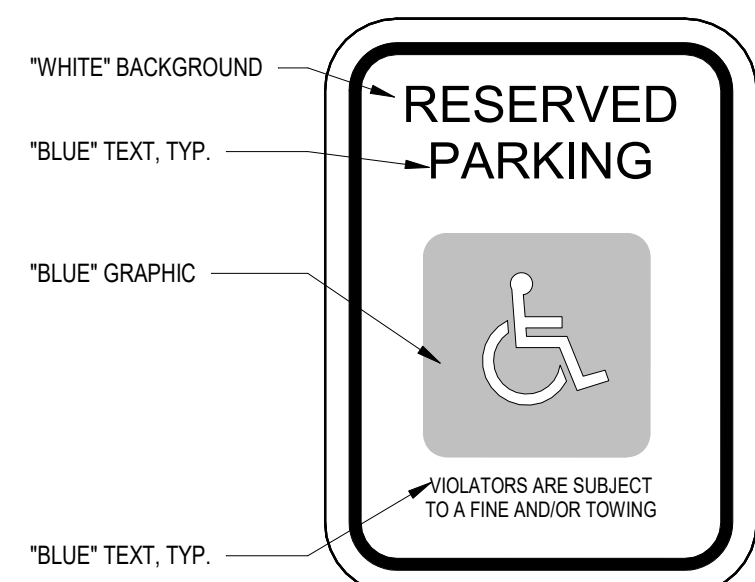 "WHITE" BACKGROUND
RESERVED
"BLUE" TEXT, TYP.
PARKING
"BLUE" GRAPHIC
VIOLATORS ARE SUBJECT
TO A FINE AND/OR TOWING
"BLUE" TEXT, TYP.